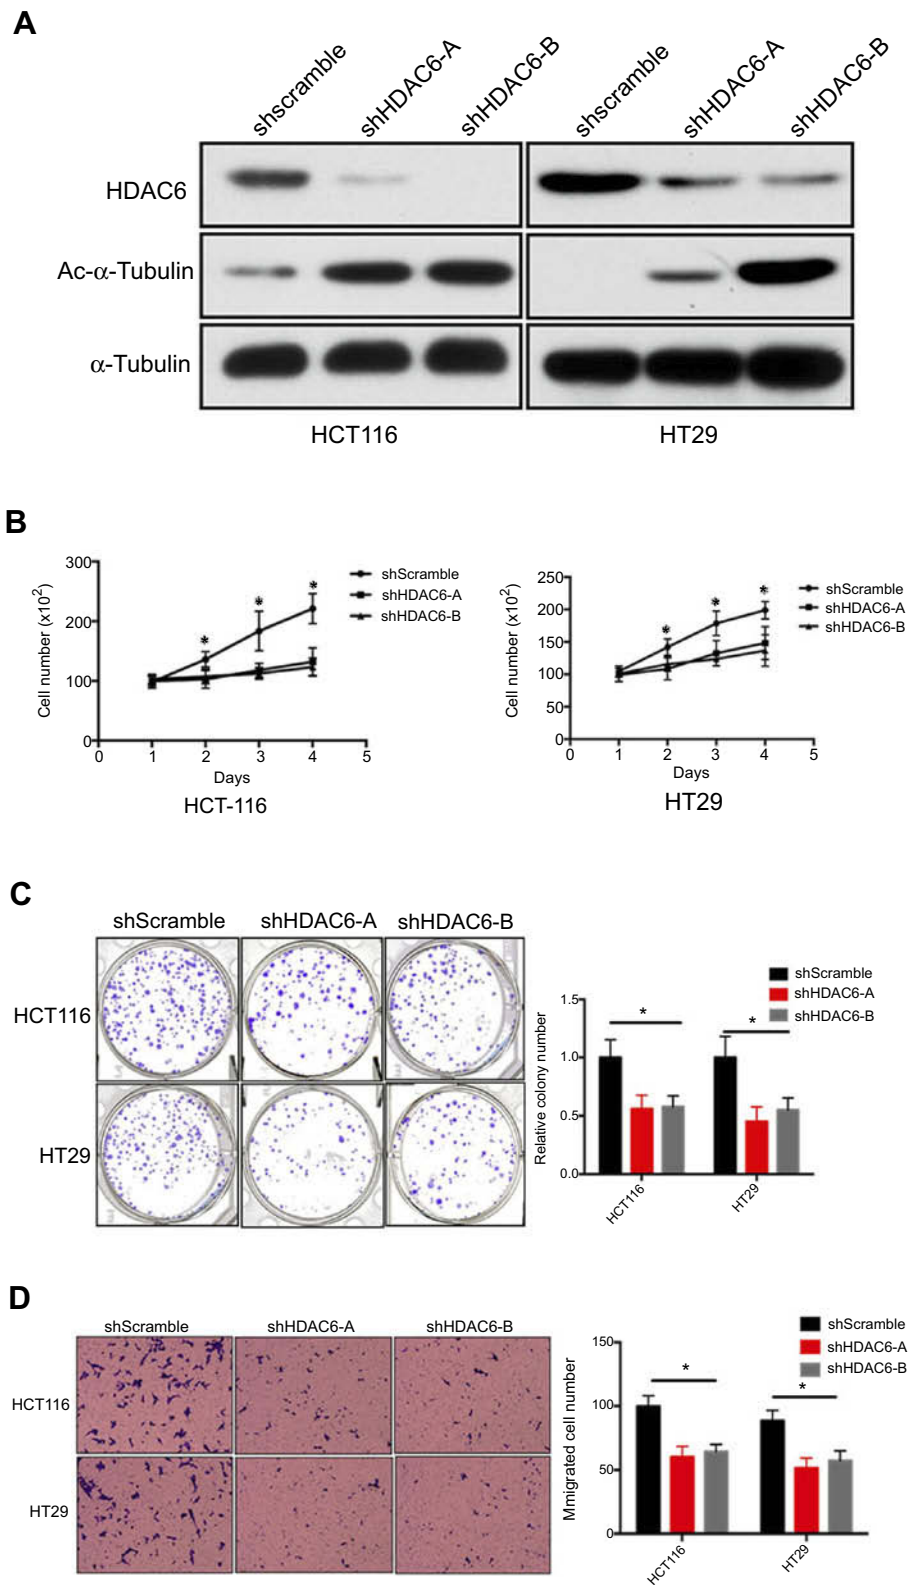 A
shscramble
shHDAC6-A
shHDAC6-B
shscramble
shHDAC6-A
shHDAC6-B
HDAC6
Ac-α-Tubulin
α-Tubulin
HCT116
HT29
B
Cell number (x10²)
300
200
100
0
0 1 2 3 4 5
Days
HCT-116
* * *
shScramble
shHDAC6-A
shHDAC6-B
Cell number (x10²)
250
200
150
100
50
0
0 1 2 3 4 5
Days
HT29
* * *
shScramble
shHDAC6-A
shHDAC6-B
C
shScramble shHDAC6-A shHDAC6-B
HCT116
HT29
Relative colony number
1.5
1.0
0.5
0.0
* *
HCT116
HT29
shScramble
shHDAC6-A
shHDAC6-B
D
shScramble shHDAC6-A shHDAC6-B
HCT116
HT29
Mmigrated cell number
150
100
50
0
* *
HCT116
HT29
shScramble
shHDAC6-A
shHDAC6-B